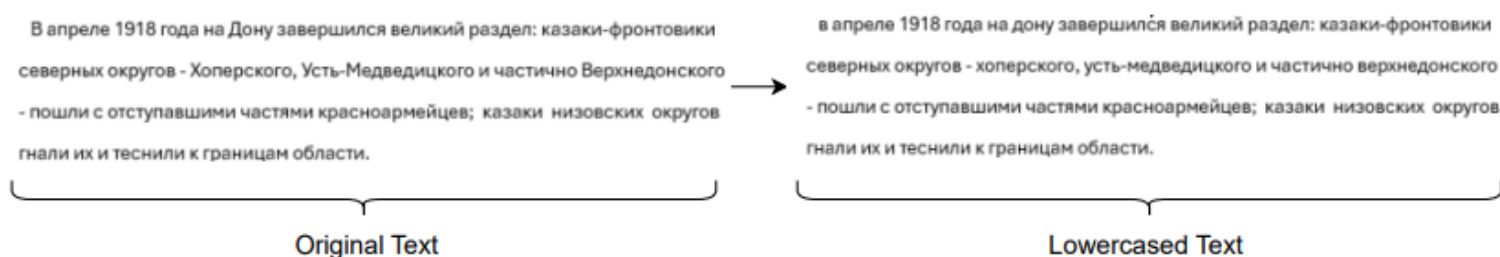 В апреле 1918 года на Дону завершился великий раздел: казаки-фронтовики
северных округов - Хоперского, Усть-Медведицкого и частично Верхнедонского
- пошли с отступавшими частями красноармейцев; казаки низовских округов
гнали их и теснили к границам области.
Original Text
в апреле 1918 года на дону завершился великий раздел: казаки-фронтовики
северных округов - хоперского, усть-медведицкого и частично верхнедонского
- пошли с отступавшими частями красноармейцев; казаки низовских округов
гнали их и теснили к границам области.
Lowercased Text